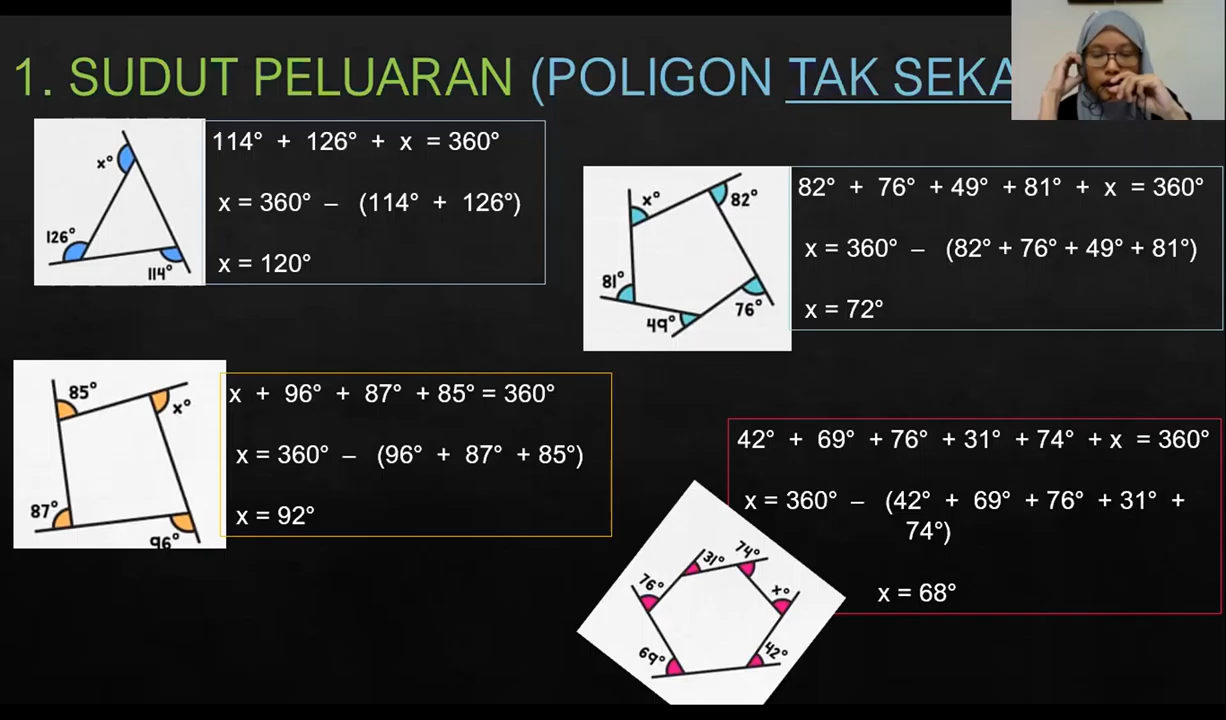 1. SUDUT PELUARAN (POLIGON TAK SEKA
x°
126°
114°
114° + 126° + x = 360°
x = 360° – (114° + 126°)
x = 120°
x°
82°
81°
49°
76°
82° + 76° + 49° + 81° + x = 360°
x = 360° – (82° + 76° + 49° + 81°)
x = 72°
85°
x°
87°
96°
x + 96° + 87° + 85° = 360°
x = 360° – (96° + 87° + 85°)
x = 92°
42° + 69° + 76° + 31° + 74° + x = 360°
x = 360° – (42° + 69° + 76° + 31° +
74°)
x = 68°
31°
74°
76°
x°
69°
42°